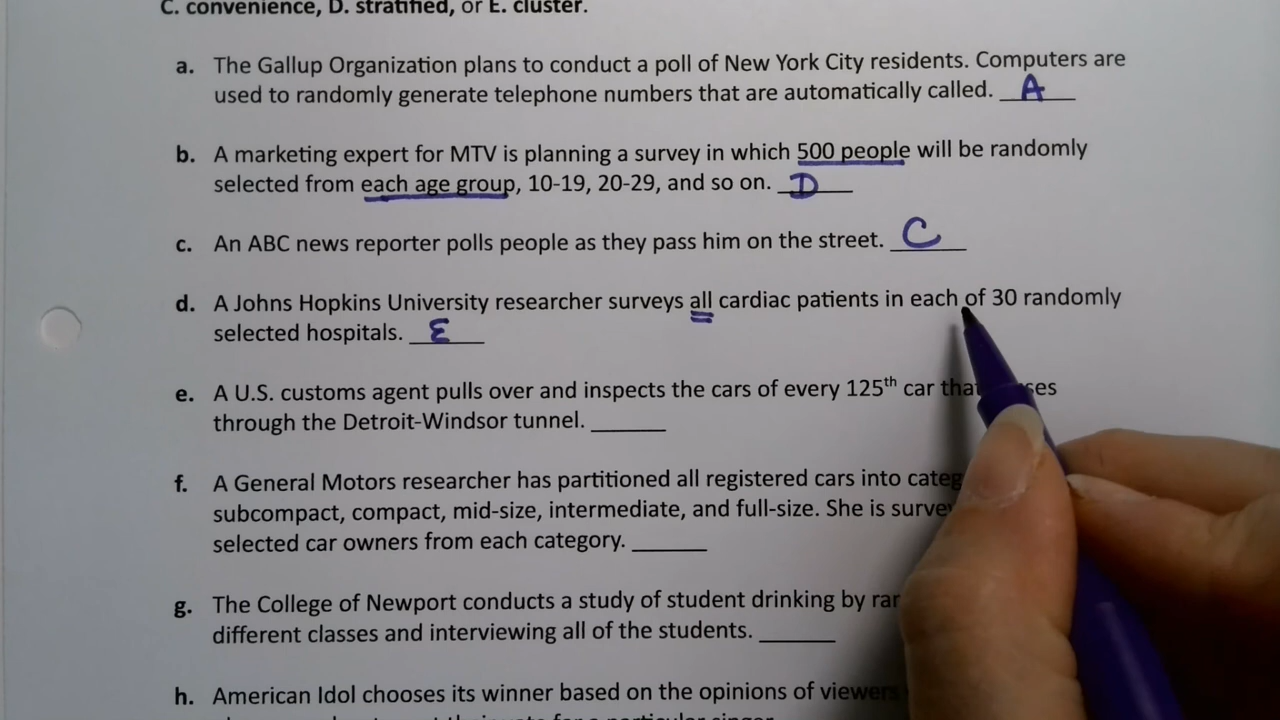 C. convenience, D. stratified, or E. cluster.
a. The Gallup Organization plans to conduct a poll of New York City residents. Computers are
used to randomly generate telephone numbers that are automatically called. A
b. A marketing expert for MTV is planning a survey in which 500 people will be randomly
selected from each age group, 10-19, 20-29, and so on. D
c. An ABC news reporter polls people as they pass him on the street. C
d. A Johns Hopkins University researcher surveys all cardiac patients in each of 30 randomly
selected hospitals. E
e. A U.S. customs agent pulls over and inspects the cars of every 125th car
through the Detroit-Windsor tunnel.
f. A General Motors researcher has partitioned all registered cars into
subcompact, compact, mid-size, intermediate, and full-size. She is
selected car owners from each category.
g. The College of Newport conducts a study of student drinking by
different classes and interviewing all of the students.
h. American Idol chooses its winner based on the opinions of viewers